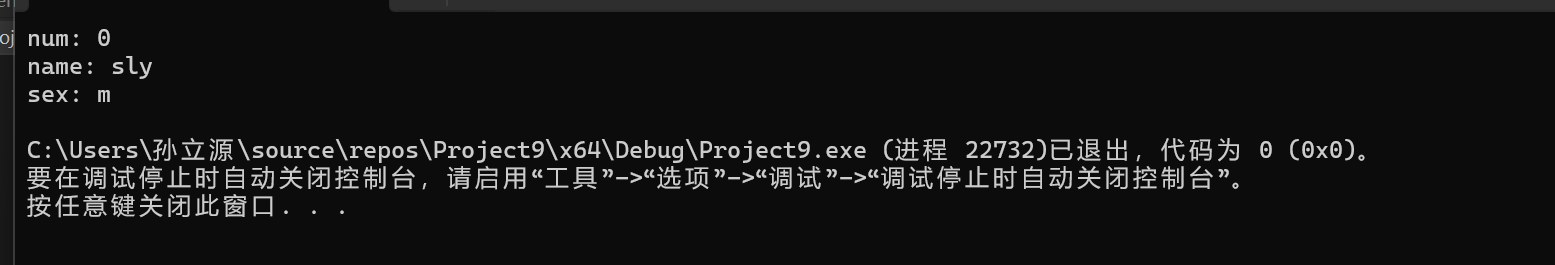 num: 0
name: sly
sex: m
C:\Users\孙立源\source\repos\Project9\x64\Debug\Project9.exe (进程 22732)已退出，代码为 0 (0x0)。
要在调试停止时自动关闭控制台，请启用“工具”->“选项”->“调试”->“调试停止时自动关闭控制台”。
按任意键关闭此窗口. . .